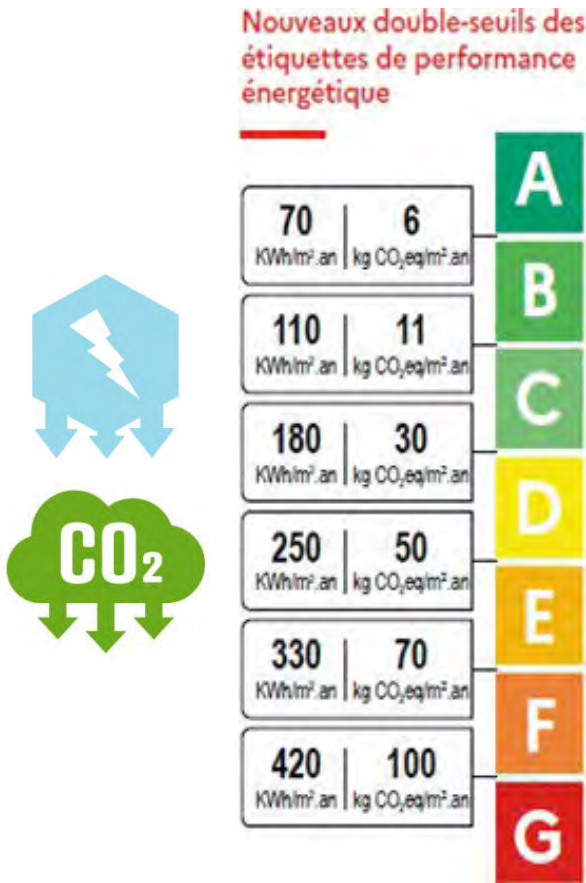 Nouveaux double-seuils des
étiquettes de performance
énergétique
A
70 | 6
KWh/m².an | kg CO₂eq/m².an
B
110 | 11
KWh/m².an | kg CO₂eq/m².an
C
180 | 30
KWh/m².an | kg CO₂eq/m².an
D
CO₂
250 | 50
KWh/m².an | kg CO₂eq/m².an
E
330 | 70
KWh/m².an | kg CO₂eq/m².an
F
420 | 100
KWh/m².an | kg CO₂eq/m².an
G